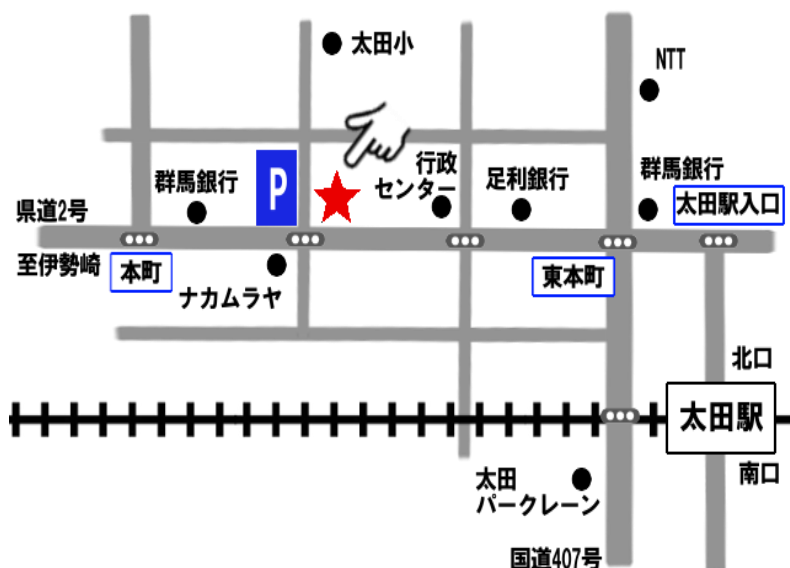 太田小
NTT
行政
センター
群馬銀行
P
足利銀行
群馬銀行
太田駅入口
県道2号
至伊勢崎
本町
ナカムラヤ
東本町
北口
太田駅
南口
太田
パークレーン
国道407号